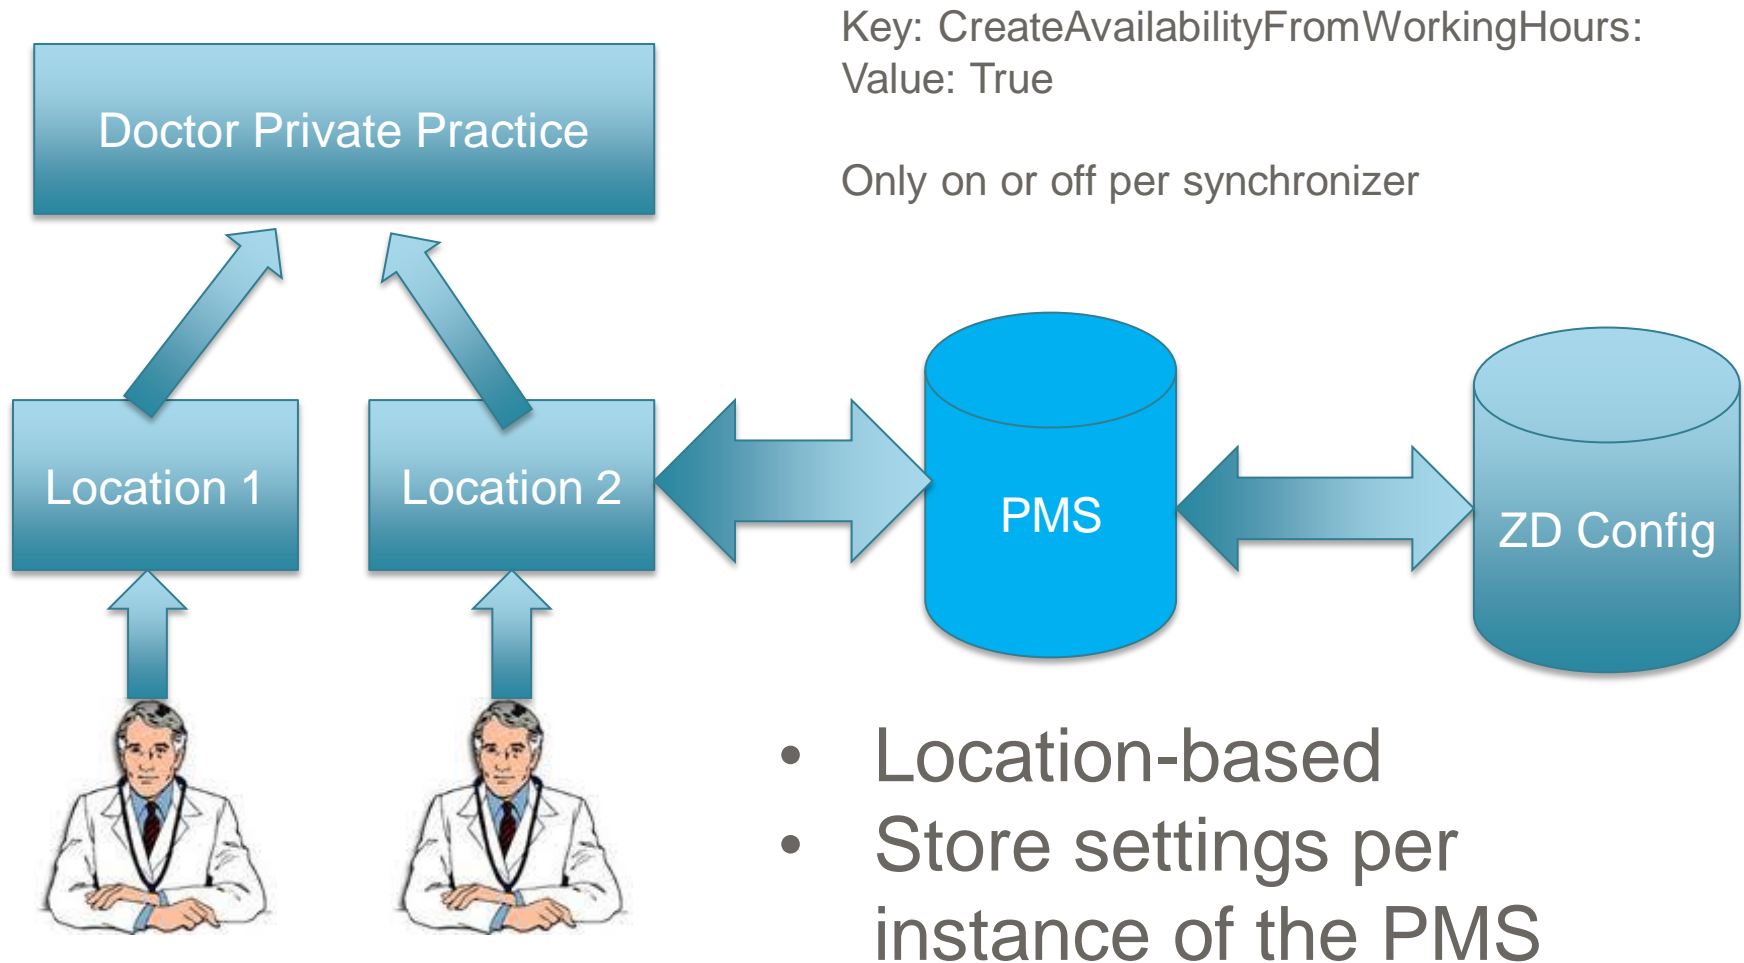 Key: CreateAvailabilityFromWorkingHours:
Value: True
Only on or off per synchronizer
Doctor Private Practice
Location 1
Location 2
PMS
ZD Config
• Location-based
• Store settings per
instance of the PMS